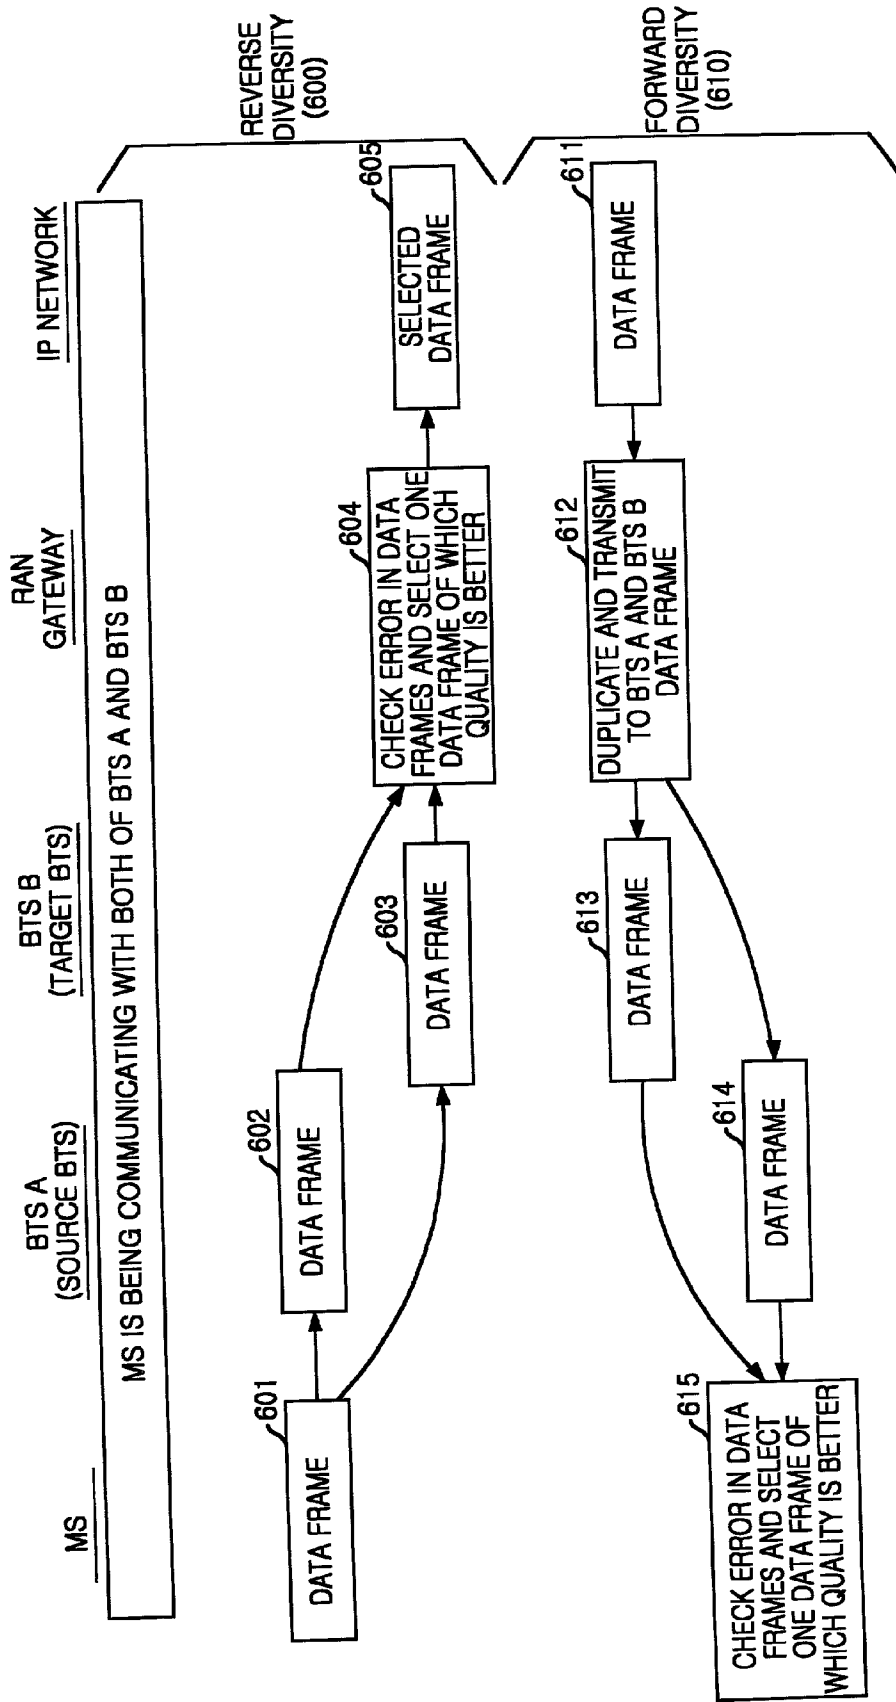 MS
BTS A
(SOURCE BTS)
BTS B
(TARGET BTS)
RAN
GATEWAY
IP NETWORK
MS IS BEING COMMUNICATING WITH BOTH OF BTS A AND BTS B
REVERSE
DIVERSITY
(600)
601
DATA FRAME
602
DATA FRAME
603
DATA FRAME
604
CHECK ERROR IN DATA
FRAMES AND SELECT ONE
DATA FRAME OF WHICH
QUALITY IS BETTER
605
SELECTED
DATA FRAME
FORWARD
DIVERSITY
(610)
611
DATA FRAME
612
DUPLICATE AND TRANSMIT
TO BTS A AND BTS B
DATA FRAME
613
DATA FRAME
614
DATA FRAME
615
CHECK ERROR IN DATA
FRAMES AND SELECT
ONE DATA FRAME OF
WHICH QUALITY IS BETTER